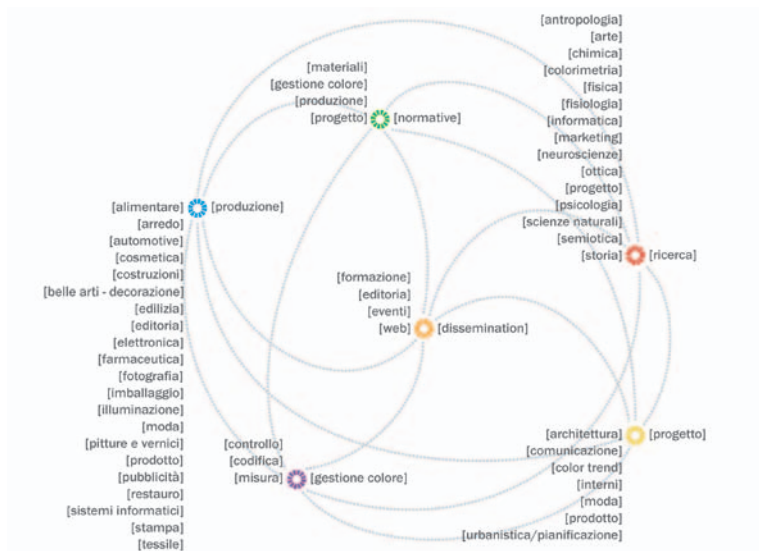 [antropologia]
[arte]
[chimica]
[colorimetria]
[fisica]
[fisiologia]
[informatica]
[marketing]
[neuroscienze]
[ottica]
[progetto]
[psicologia]
[scienze naturali]
[semiotica]
[storia] [ricerca]
[materiali]
[gestione colore]
[produzione]
[progetto] [normative]
[alimentare] [produzione]
[arredo]
[automotive]
[cosmetica]
[costruzioni]
[belle arti - decorazione]
[edilizia]
[editoria]
[elettronica]
[farmaceutica]
[fotografia]
[imballaggio]
[illuminazione]
[moda]
[pitture e vernici]
[prodotto]
[pubblicità]
[restauro]
[sistemi informatici]
[stampa]
[tessile]
[formazione]
[editoria]
[eventi]
[web] [dissemination]
[controllo]
[codifica]
[misura] [gestione colore]
[architettura] [progetto]
[comunicazione]
[color trend]
[interni]
[moda]
[prodotto]
[urbanistica/pianificazione]